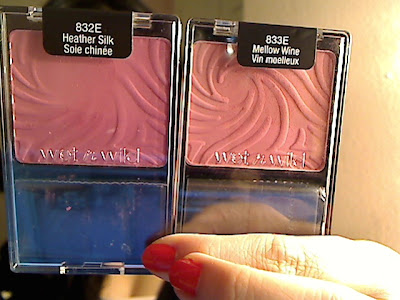 832E
Heather Silk
Soie chinée
wet n wild
833E
Mellow Wine
Vin moelleux
wet n wild